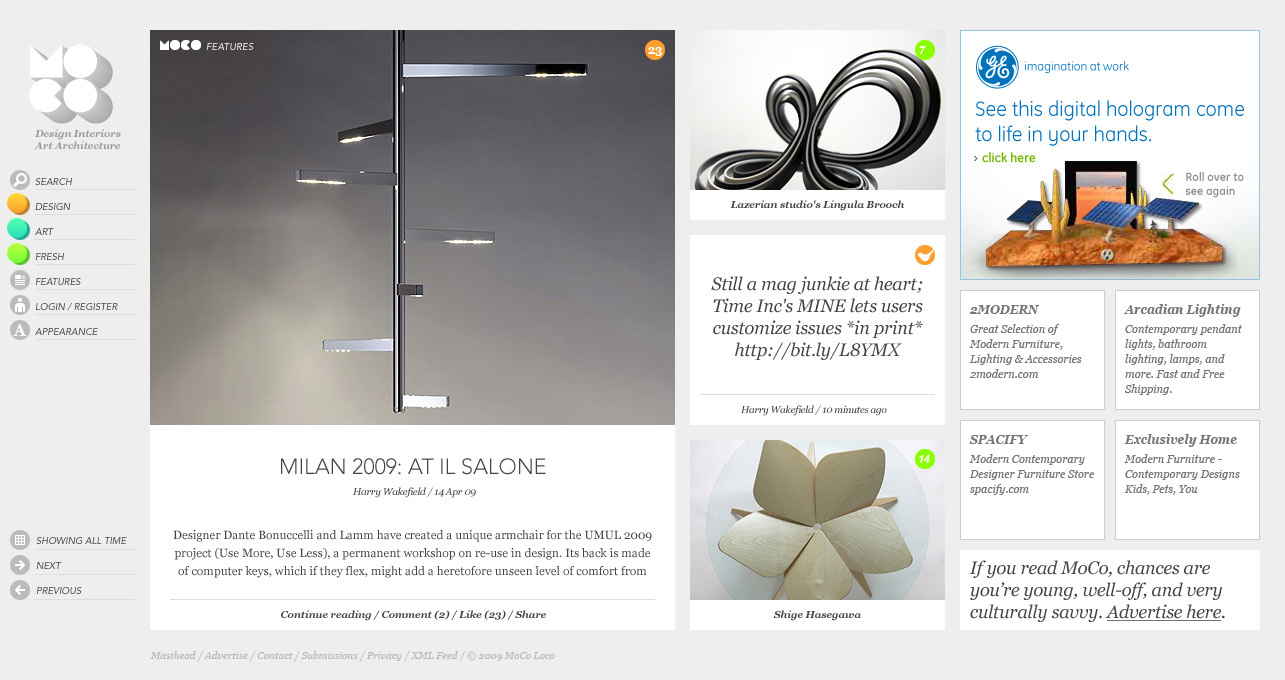 MOCO
Design Interiors
Art Architecture
SEARCH
DESIGN
ART
FRESH
FEATURES
LOGIN / REGISTER
A APPEARANCE
SHOWING ALL TIME
NEXT
PREVIOUS
MOCO FEATURES
23
MILAN 2009: AT IL SALONE
Harry Wakefield / 14 Apr 09
Designer Dante Bonuccelli and Lamm have created a unique armchair for the UMUL 2009
project (Use More, Use Less), a permanent workshop on re-use in design. Its back is made
of computer keys, which if they flex, might add a heretofore unseen level of comfort from
Continue reading / Comment (2) / Like (23) / Share
7
Lazerian studio's Lingula Brooch
Still a mag junkie at heart;
Time Inc's MINE lets users
customize issues *in print*
http://bit.ly/L8YMX
Harry Wakefield / 10 minutes ago
14
Shige Hasegawa
GE imagination at work
See this digital hologram come
to life in your hands.
› click here
Roll over to
see again
2MODERN
Great Selection of
Modern Furniture,
Lighting & Accessories
2modern.com
Arcadian Lighting
Contemporary pendant
lights, bathroom
lighting, lamps, and
more. Fast and Free
Shipping.
SPACIFY
Modern Contemporary
Designer Furniture Store
spacify.com
Exclusively Home
Modern Furniture -
Contemporary Designs
Kids, Pets, You
If you read MoCo, chances are
you're young, well-off, and very
culturally savvy. Advertise here.
Masthead / Advertise / Contact / Submissions / Privacy / XML Feed / © 2009 MoCo Loco